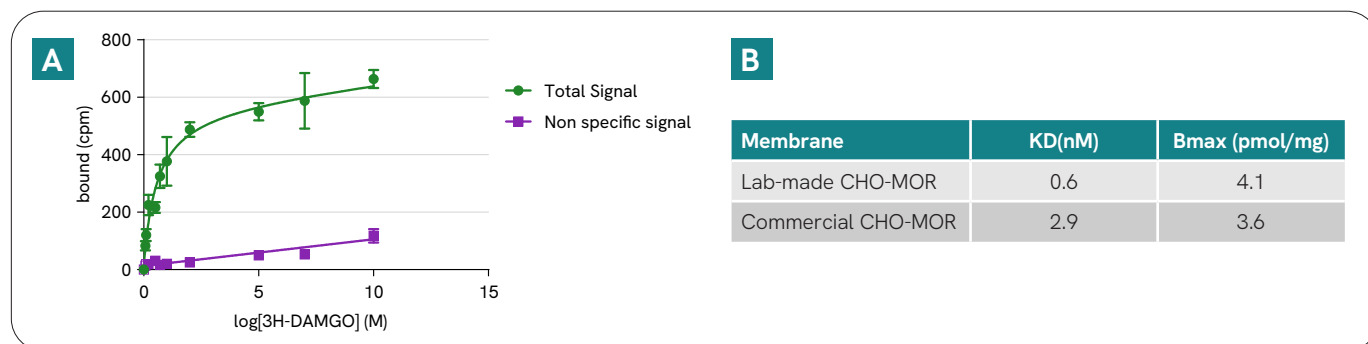 A
800
600
400
200
0
bound (cpm)
0 5 10 15
log[3H-DAMGO] (M)
Total Signal
Non specific signal
B
Membrane KD(nM) Bmax (pmol/mg)
Lab-made CHO-MOR 0.6 4.1
Commercial CHO-MOR 2.9 3.6